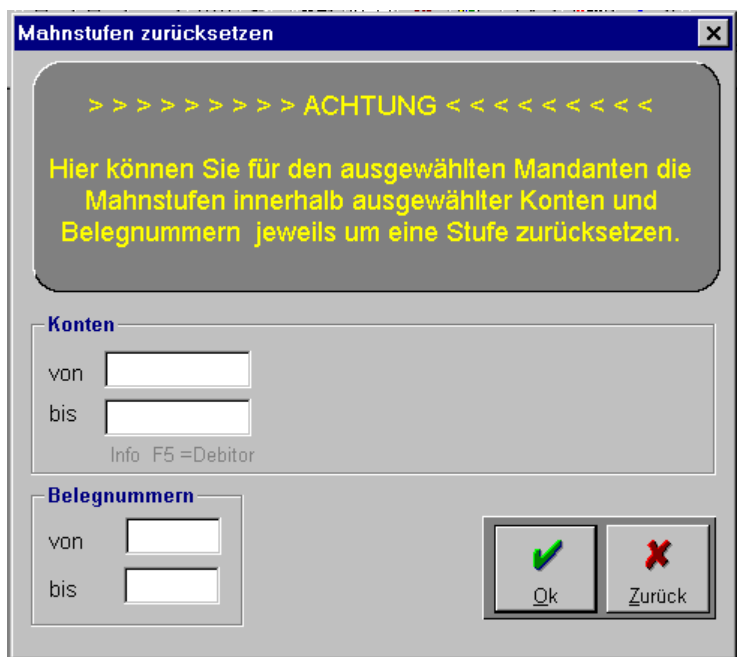 Mahnstufen zurücksetzen
> > > > > > > > > ACHTUNG < < < < < < < < <
Hier können Sie für den ausgewählten Mandanten die
Mahnstufen innerhalb ausgewählter Konten und
Belegnummern jeweils um eine Stufe zurücksetzen.
Konten
von
bis
Info F5 =Debitor
Belegnummern
von
bis
Ok
Zurück